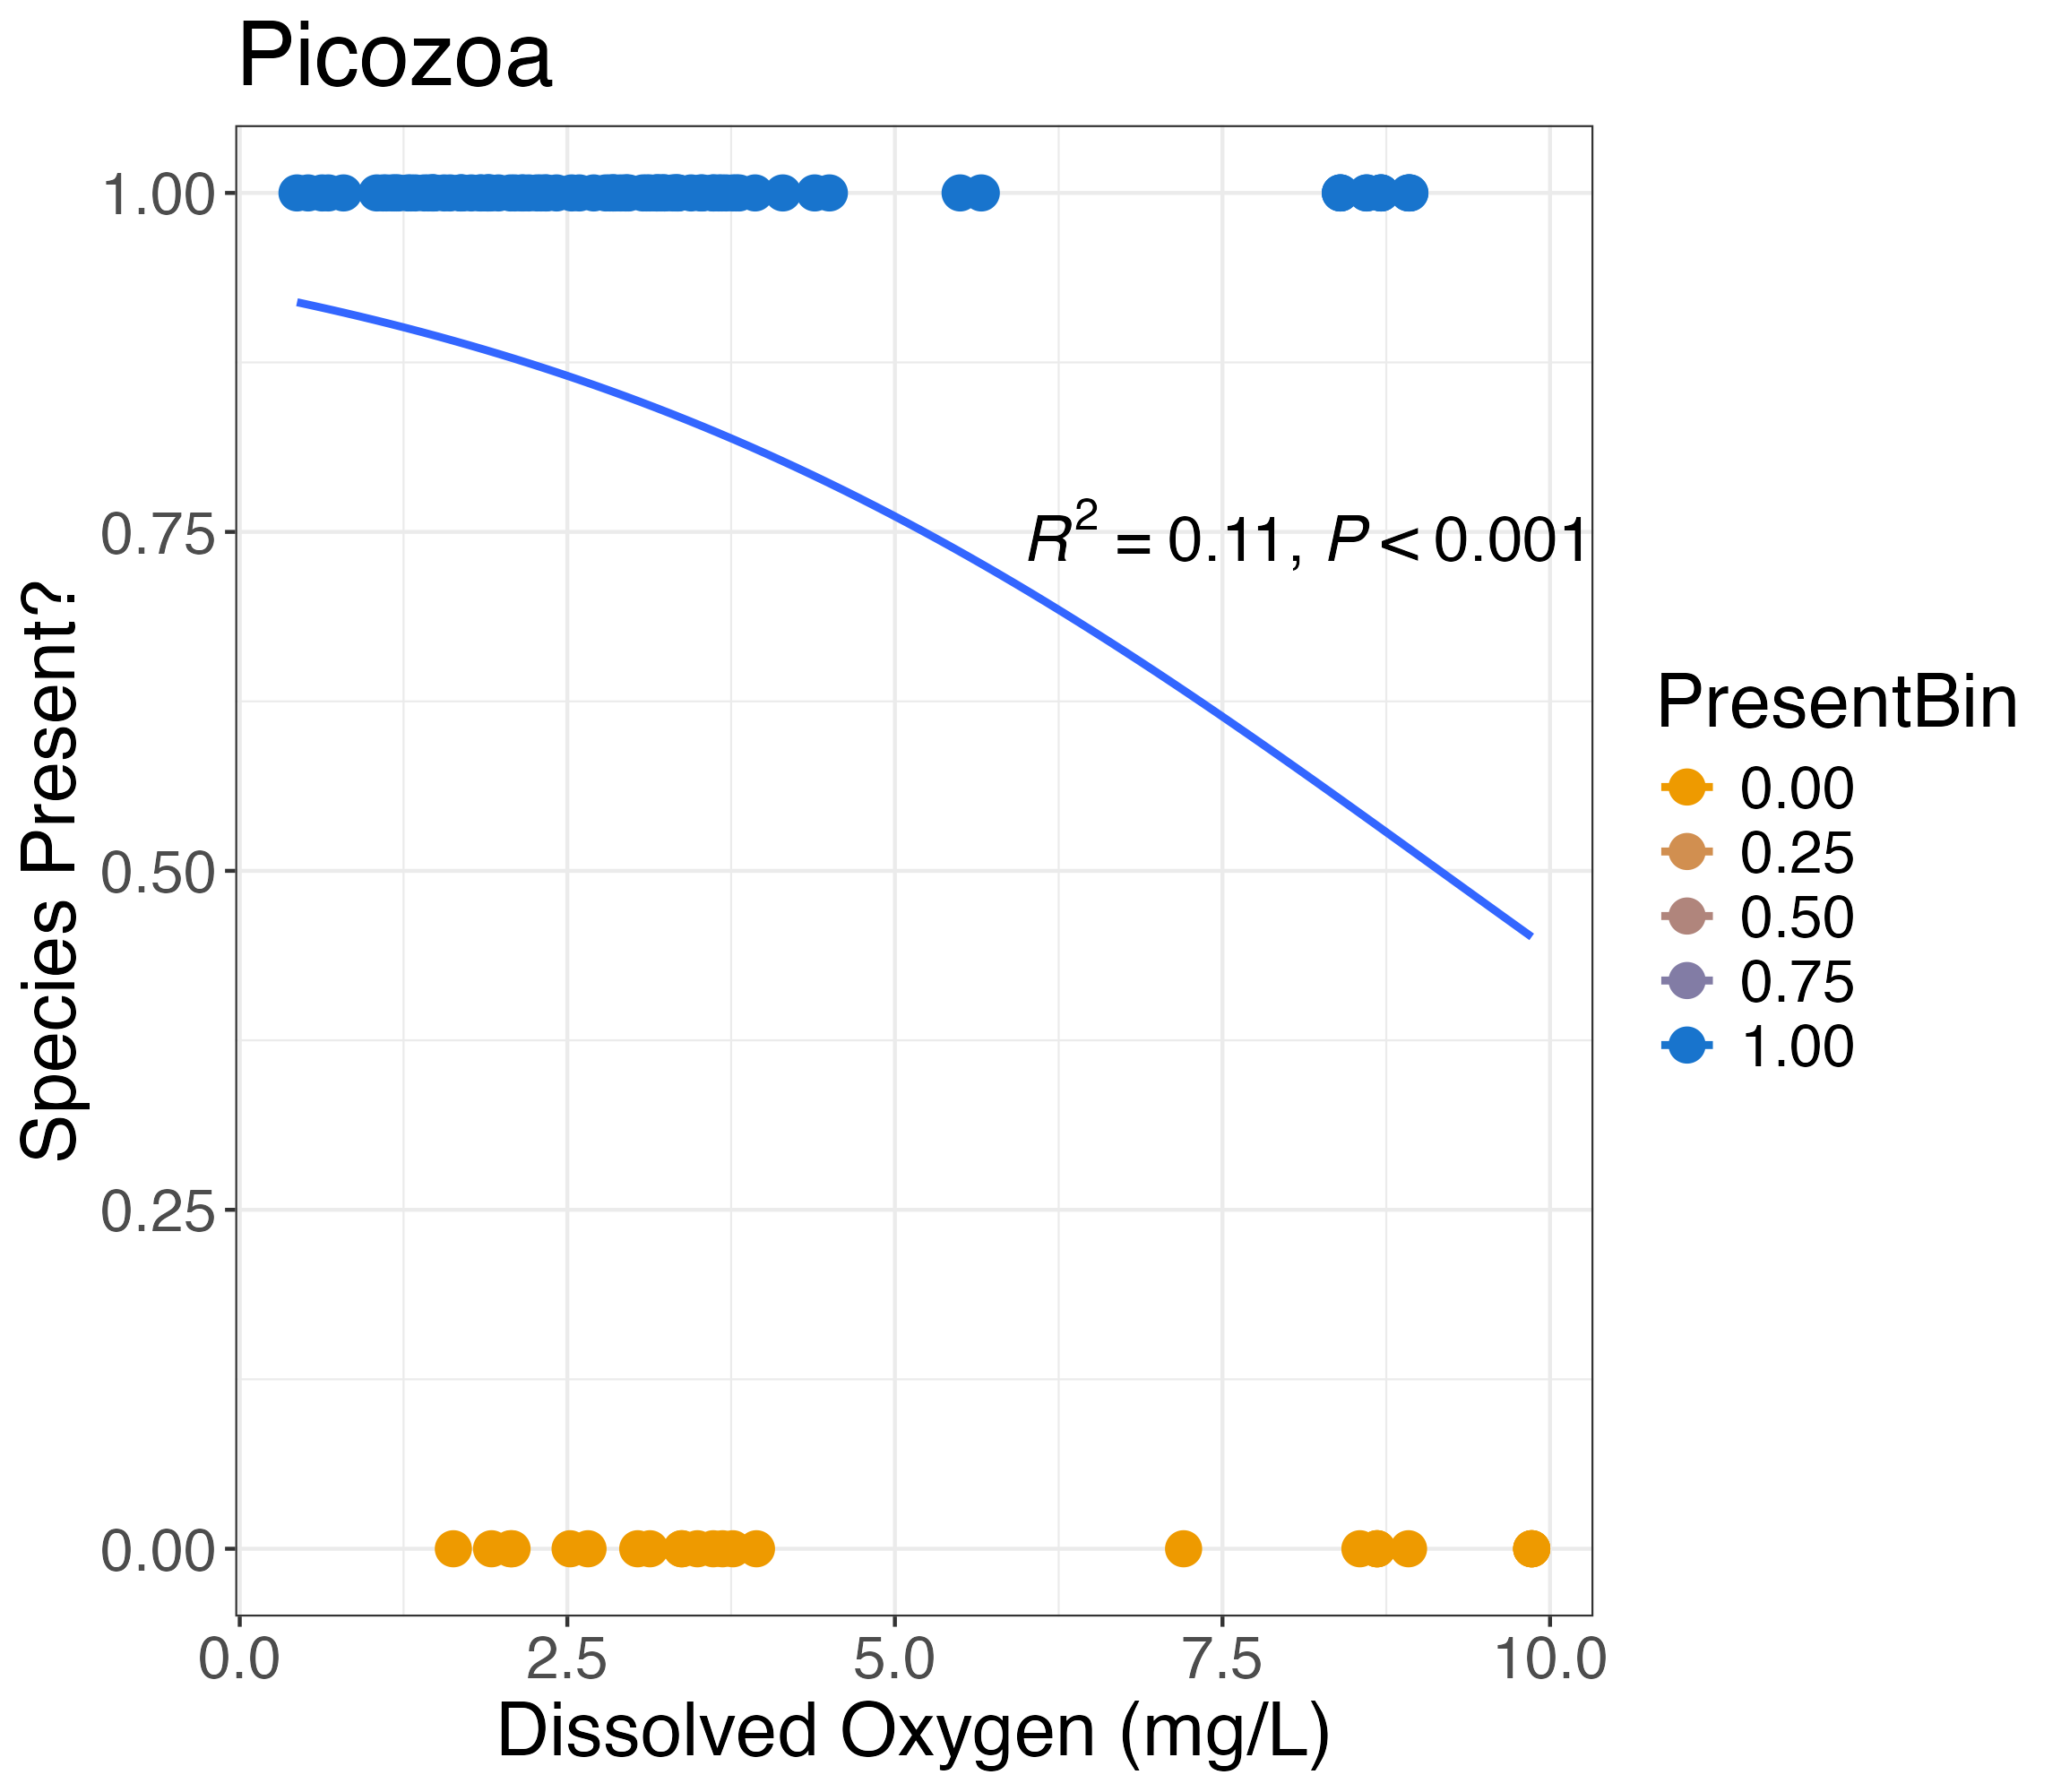 Picozoa
1.00
0.75
0.50
0.25
0.00
Species Present?
R² = 0.11, P < 0.001
0.0 2.5 5.0 7.5 10.0
Dissolved Oxygen (mg/L)
PresentBin
0.00
0.25
0.50
0.75
1.00